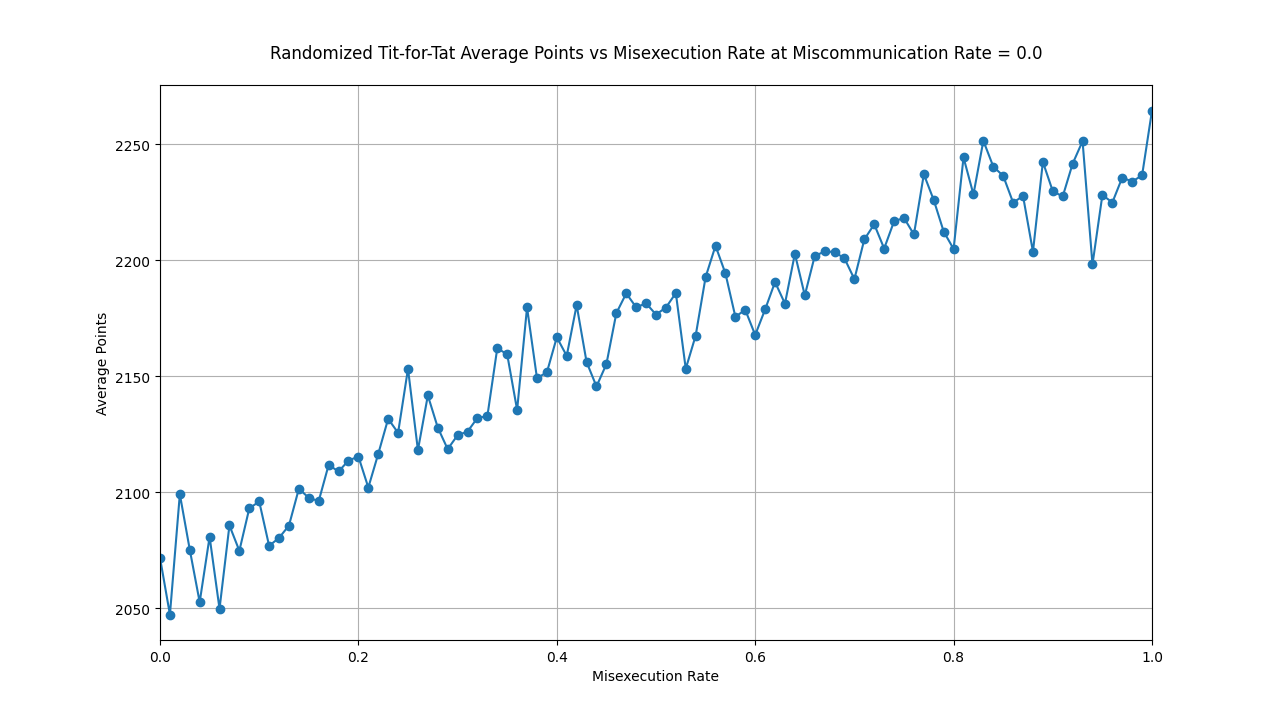 Randomized Tit-for-Tat Average Points vs Misexecution Rate at Miscommunication Rate = 0.0
2250
2200
2150
2100
2050
Average Points
0.0 0.2 0.4 0.6 0.8 1.0
Misexecution Rate